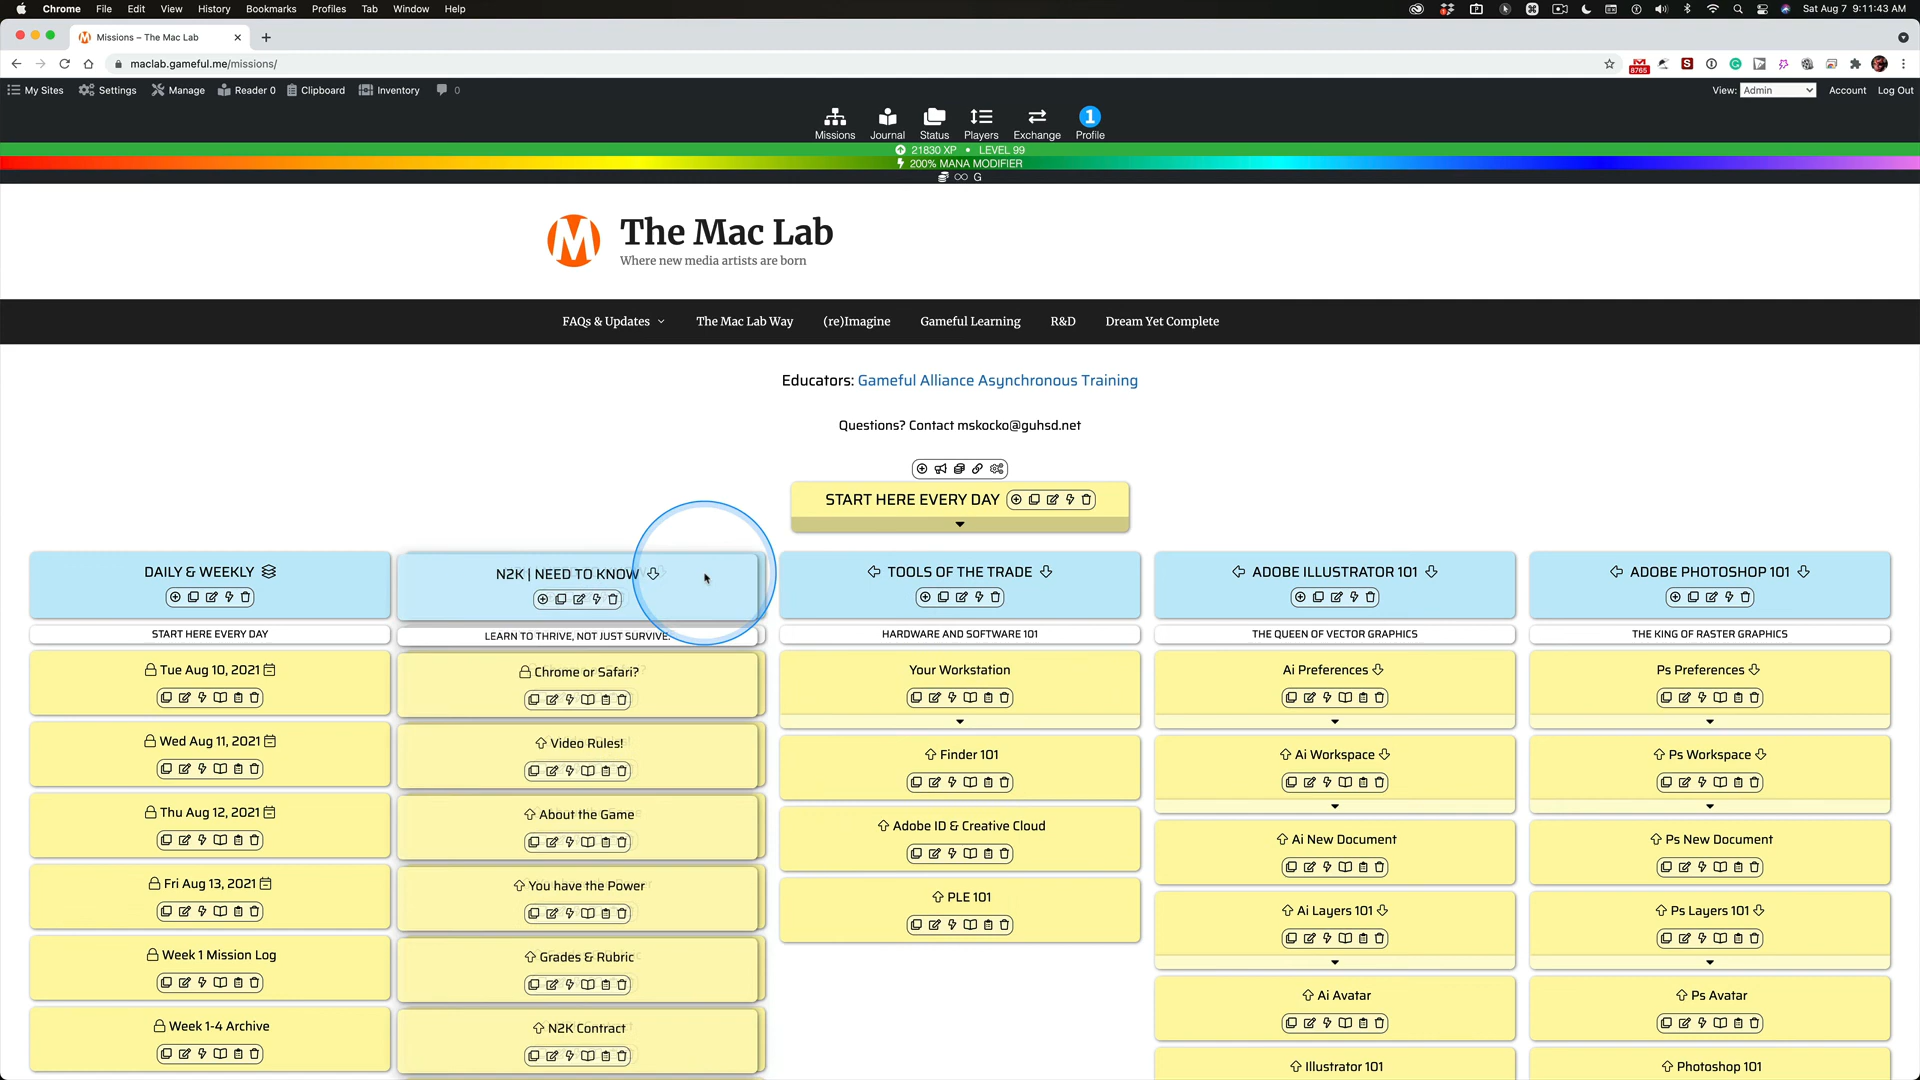 Chrome File Edit View History Bookmarks Profiles Tab Window Help Sat Aug 7 9:11:43 AM
Missions – The Mac Lab
maclab.gameful.me/missions/
8765
My Sites Settings Manage Reader 0 Clipboard Inventory 0 View: Admin Account Log Out
Missions Journal Status Players Exchange 1 Profile
21830 XP • LEVEL 99
200% MANA MODIFIER
∞ G
M The Mac Lab
Where new media artists are born
FAQs & Updates The Mac Lab Way (re)Imagine Gameful Learning R&D Dream Yet Complete
Educators: Gameful Alliance Asynchronous Training
Questions? Contact mskocko@guhsd.net
START HERE EVERY DAY
DAILY & WEEKLY
START HERE EVERY DAY
Tue Aug 10, 2021
Wed Aug 11, 2021
Thu Aug 12, 2021
Fri Aug 13, 2021
Week 1 Mission Log
Week 1-4 Archive
N2K | NEED TO KNOW
LEARN TO THRIVE, NOT JUST SURVIVE.
Chrome or Safari?
Video Rules!
About the Game
You have the Power
Grades & Rubric
N2K Contract
TOOLS OF THE TRADE
HARDWARE AND SOFTWARE 101
Your Workstation
Finder 101
Adobe ID & Creative Cloud
PLE 101
ADOBE ILLUSTRATOR 101
THE QUEEN OF VECTOR GRAPHICS
Ai Preferences
Ai Workspace
Ai New Document
Ai Layers 101
Ai Avatar
Illustrator 101
ADOBE PHOTOSHOP 101
THE KING OF RASTER GRAPHICS
Ps Preferences
Ps Workspace
Ps New Document
Ps Layers 101
Ps Avatar
Photoshop 101